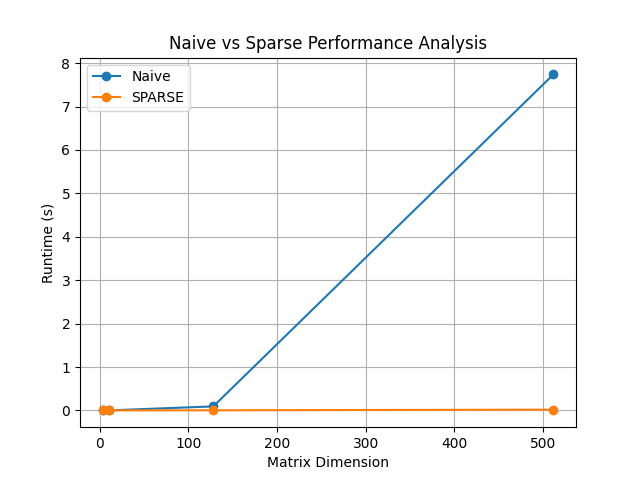 Naive vs Sparse Performance Analysis
Naive
SPARSE
8
7
6
5
4
3
2
1
0
Runtime (s)
0 100 200 300 400 500
Matrix Dimension